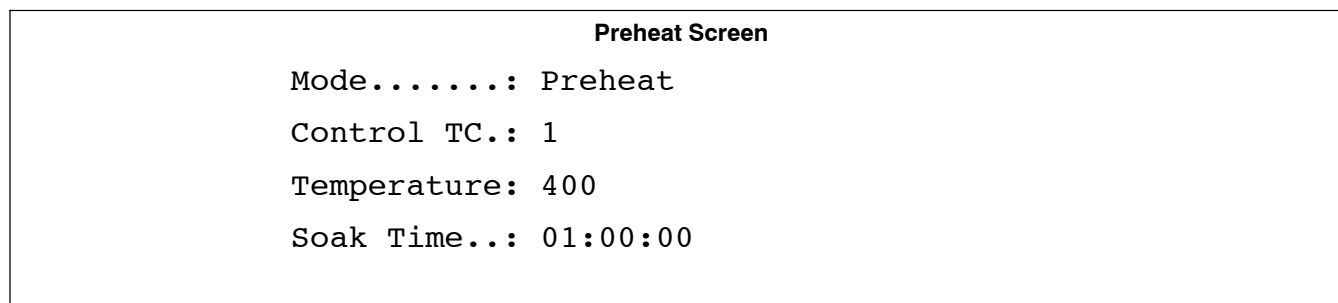 Preheat Screen
Mode.......: Preheat
Control TC.: 1
Temperature: 400
Soak Time..: 01:00:00